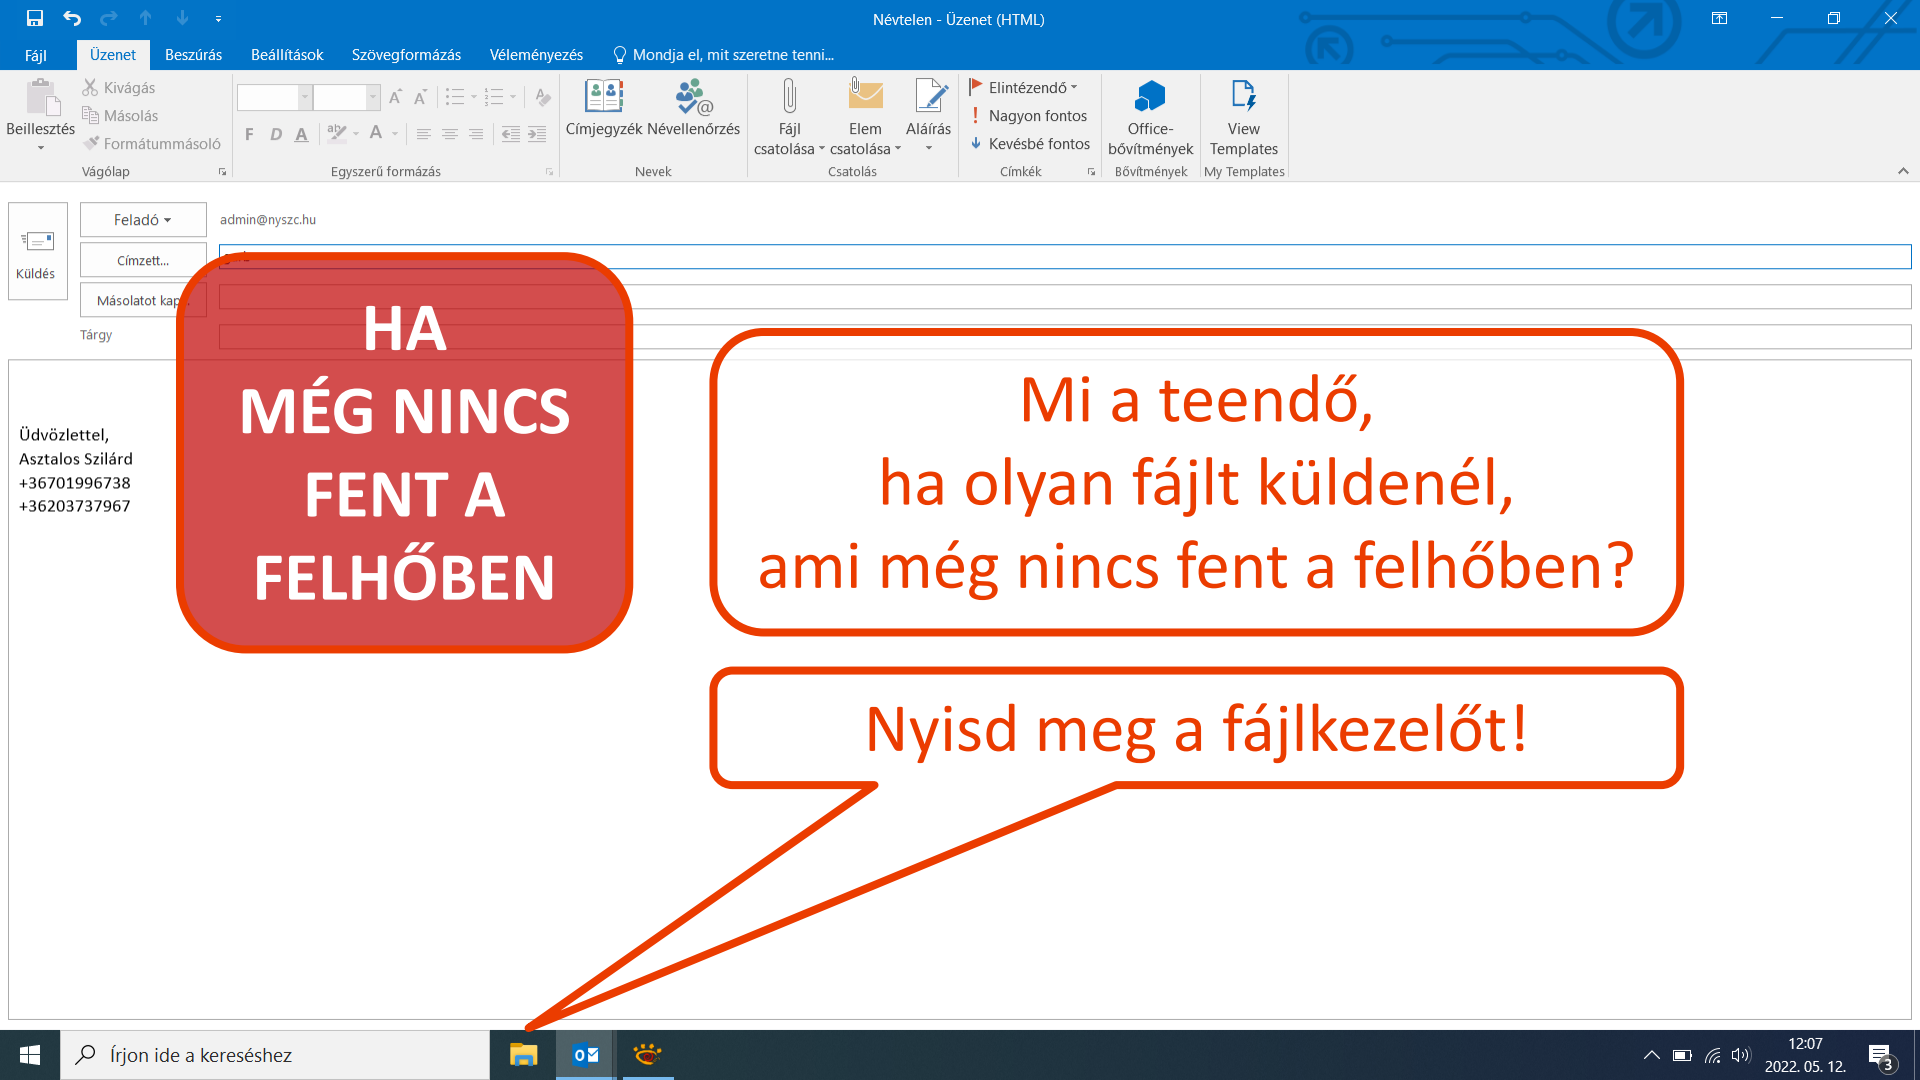 Névtelen - Üzenet (HTML)
Fájl Üzenet Beszúrás Beállítások Szövegformázás Véleményezés Mondja el, mit szeretne tenni...
Beillesztés
Kivágás
Másolás
Formátummásoló
Vágólap
F D A
Egyszerű formázás
Címjegyzék Névellenőrzés
Nevek
Fájl
csatolása
Elem
csatolása
Aláírás
Csatolás
Elintézendő
Nagyon fontos
Kevésbé fontos
Címkék
Office-
bővítmények
Bővítmények
View
Templates
My Templates
Küldés
Feladó admin@nyszc.hu
Címzett...
Másolatot kap
Tárgy
Üdvözlettel,
Asztalos Szilárd
+36701996738
+36203737967
HA
MÉG NINCS
FENT A
FELHŐBEN
Mi a teendő,
ha olyan fájlt küldenél,
ami még nincs fent a felhőben?
Nyisd meg a fájlkezelőt!
Írjon ide a kereséshez
12:07
2022. 05. 12.
3